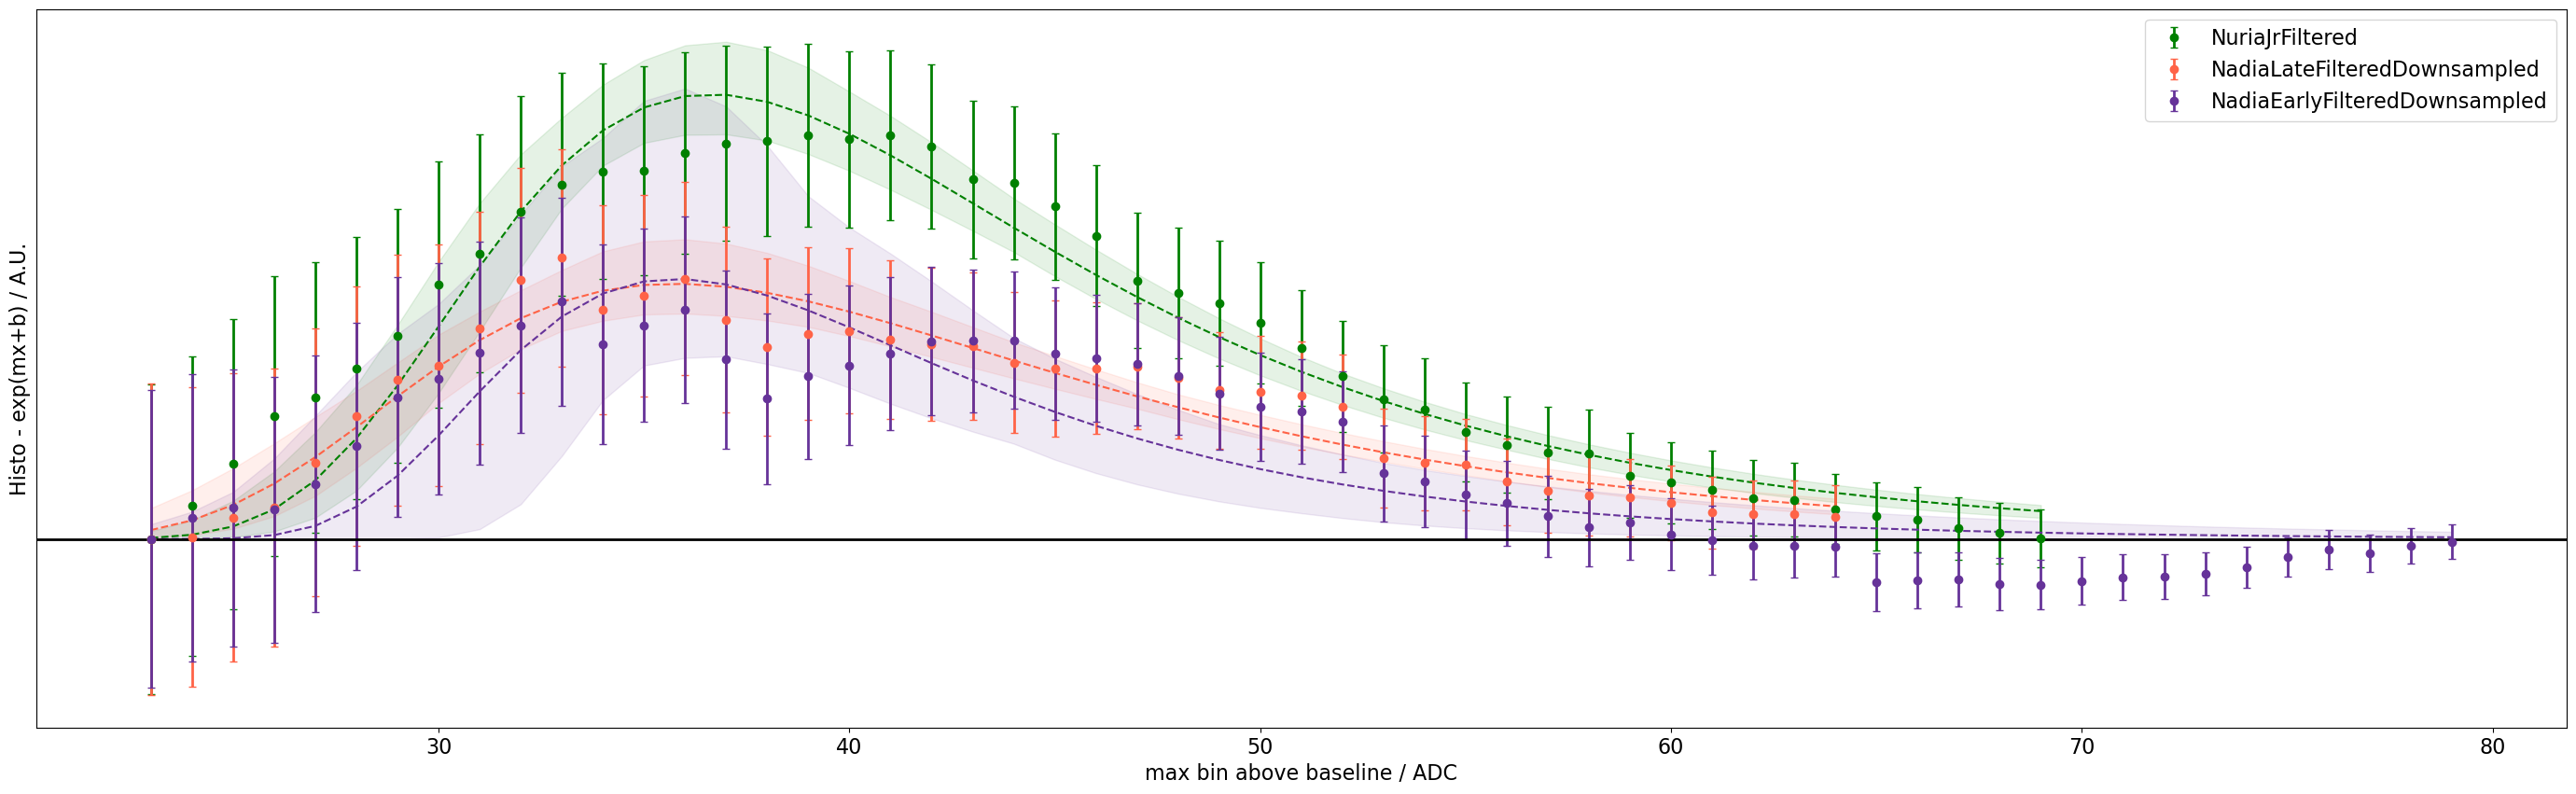 Histo - exp(mx+b) / A.U.
NuriaJrFiltered
NadiaLateFilteredDownsampled
NadiaEarlyFilteredDownsampled
30 40 50 60 70 80
max bin above baseline / ADC